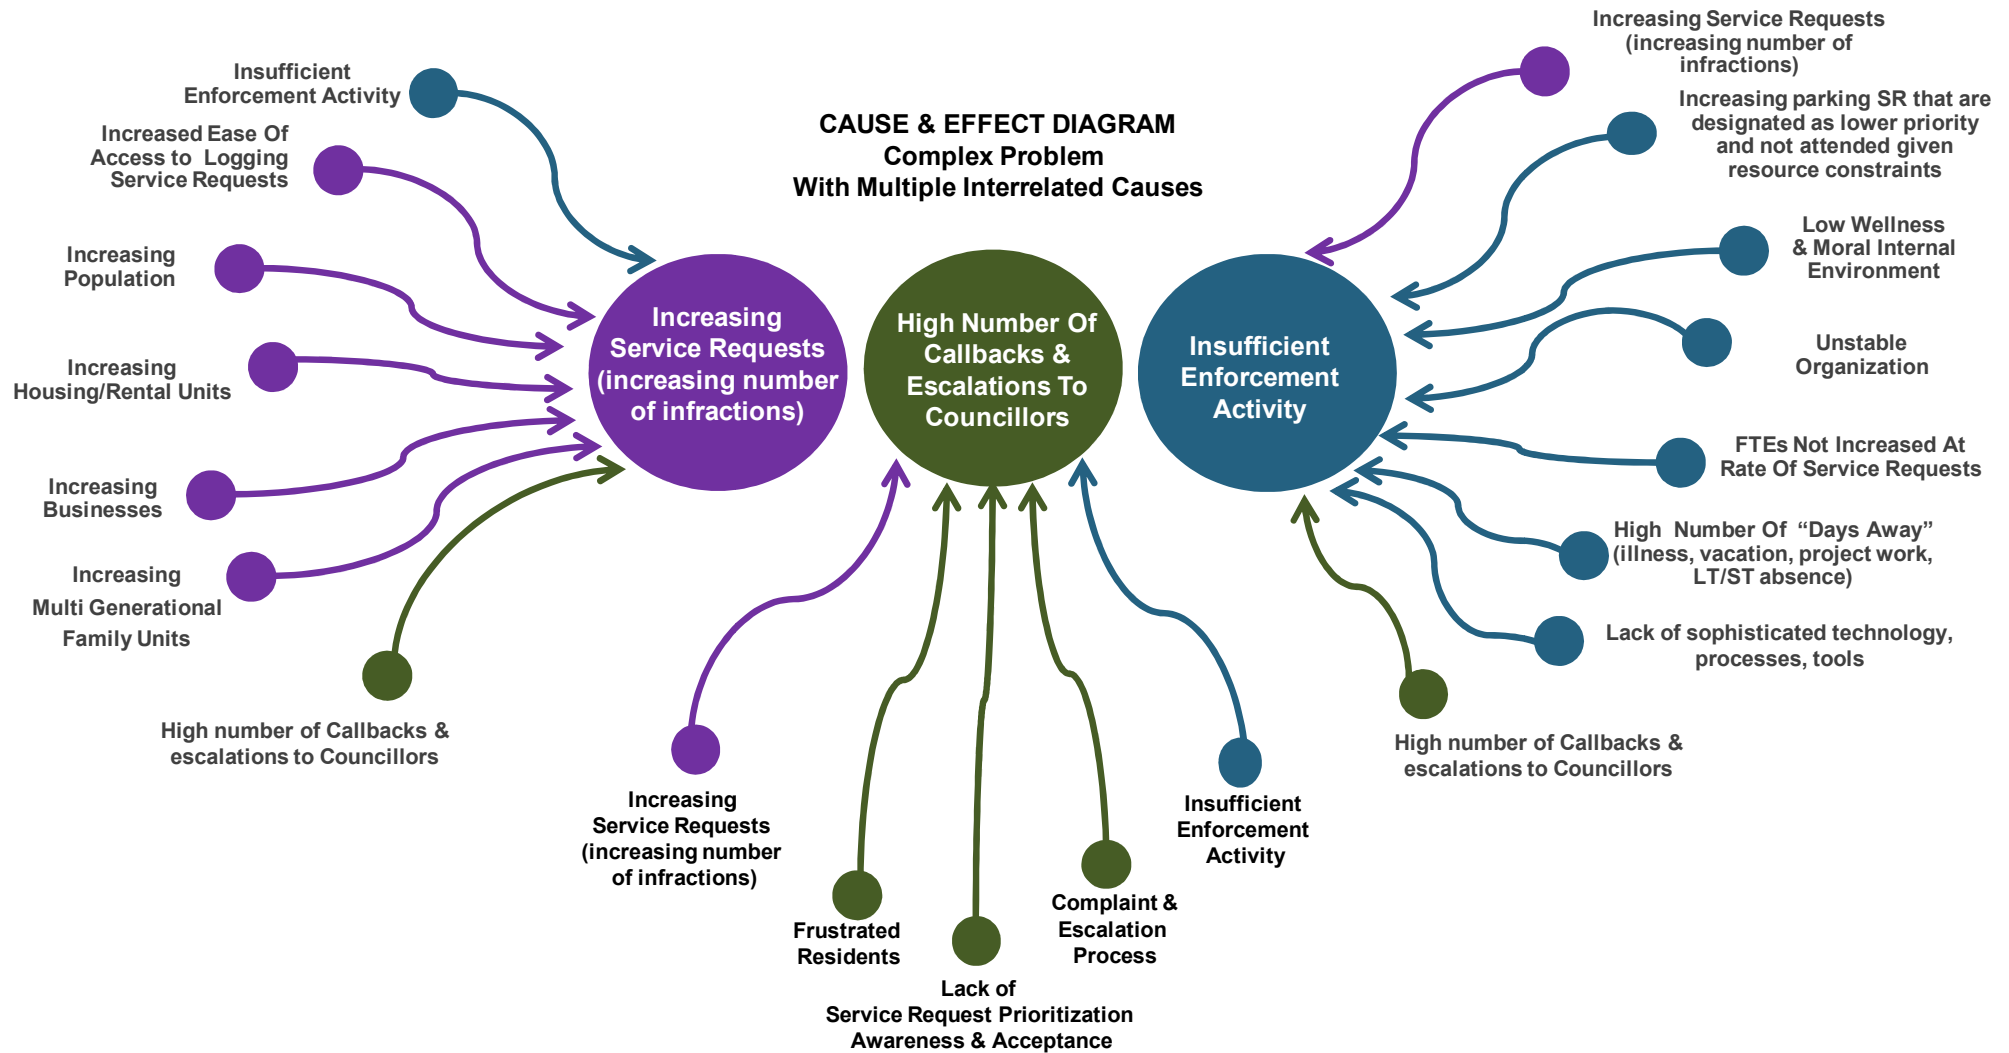 CAUSE & EFFECT DIAGRAM
Complex Problem
With Multiple Interrelated Causes
Insufficient
Enforcement Activity
Increased Ease Of
Access to Logging
Service Requests
Increasing
Population
Increasing
Housing/Rental Units
Increasing
Businesses
Increasing
Multi Generational
Family Units
High number of Callbacks &
escalations to Councillors
Increasing
Service Requests
(increasing number
of infractions)
High Number Of
Callbacks &
Escalations To
Councillors
Insufficient
Enforcement
Activity
Increasing
Service Requests
(increasing number
of infractions)
Frustrated
Residents
Lack of
Service Request Prioritization
Awareness & Acceptance
Complaint &
Escalation
Process
Insufficient
Enforcement
Activity
Increasing Service Requests
(increasing number of
infractions)
Increasing parking SR that are
designated as lower priority
and not attended given
resource constraints
Low Wellness
& Moral Internal
Environment
Unstable
Organization
FTEs Not Increased At
Rate Of Service Requests
High Number Of “Days Away”
(illness, vacation, project work,
LT/ST absence)
Lack of sophisticated technology,
processes, tools
High number of Callbacks &
escalations to Councillors